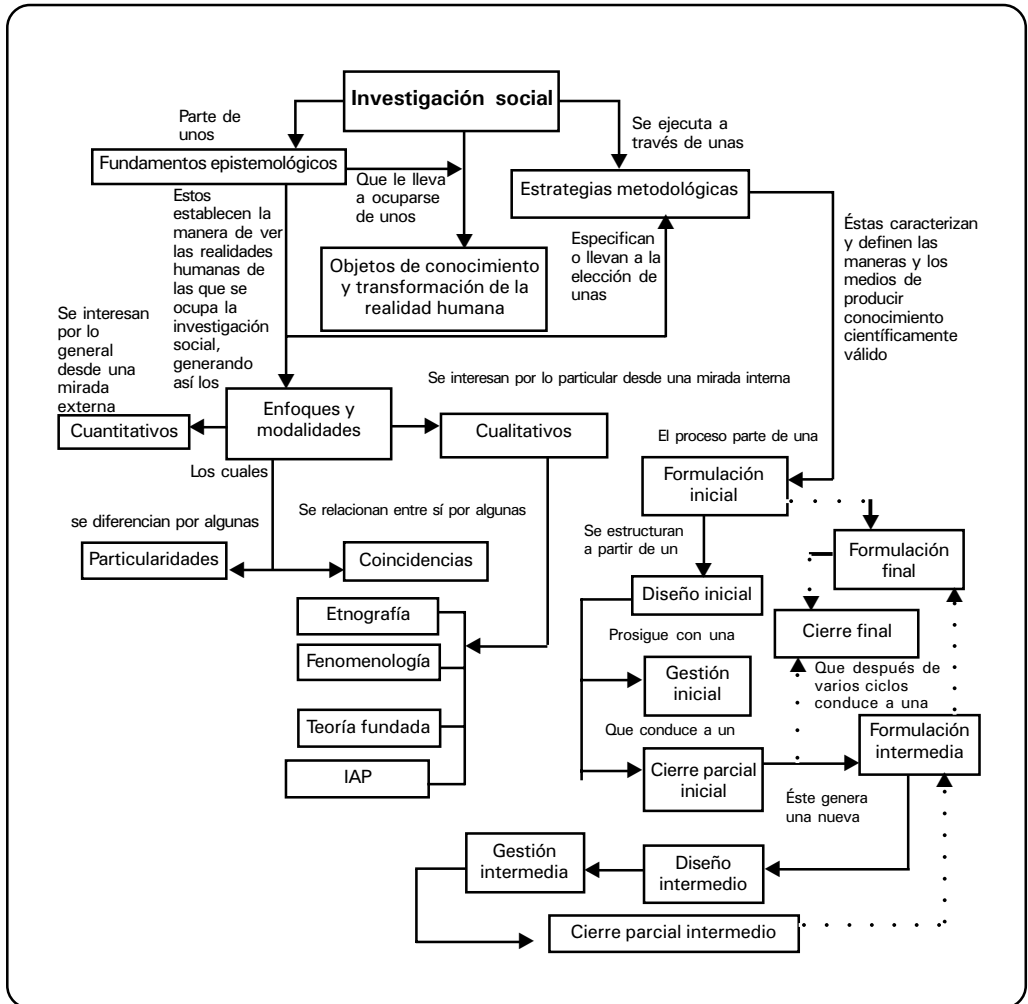 Investigación social
Parte de
unos
Se ejecuta a
través de unas
Fundamentos epistemológicos
Que le lleva
a ocuparse
de unos
Estrategias metodológicas
Estos
establecen la
manera de ver
las realidades
humanas de
las que se
ocupa la
investigación
social,
generando
así los
Objetos de conocimiento
y transformación de la
realidad humana
Especifican
o llevan a la
elección de
unas
Éstas caracterizan
y definen las
maneras y los
medios de
producir
conocimiento
científicamente
válido
Se interesan
por lo
general
desde una
mirada
externa
Se interesan por lo particular desde una mirada interna
Cuantitativos
Enfoques y
modalidades
Cualitativos
El proceso parte de una
Los cuales
Formulación
inicial
se diferencian por algunas
Se relacionan entre sí por algunas
Se estructuran
a partir de un
Particularidades
Coincidencias
Formulación
final
Diseño inicial
Etnografía
Prosigue con una
Cierre final
Fenomenología
Gestión
inicial
Que después de
varios ciclos
conduce a una
Teoría fundada
Que conduce a un
Formulación
intermedia
IAP
Cierre parcial
inicial
Éste genera
una nueva
Gestión
intermedia
Diseño
intermedio
Cierre parcial intermedio